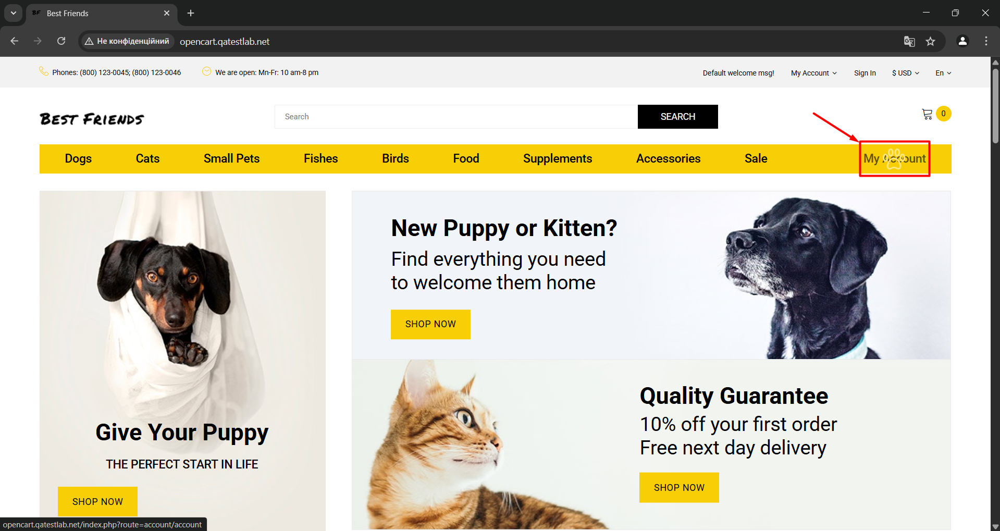 BF Best Friends
Не конфіденційний opencart.qatestlab.net
Phones: (800) 123-0045; (800) 123-0046 We are open: Mn-Fr: 10 am-8 pm Default welcome msg! My Account Sign In $ USD En
Best Friends Search SEARCH 0
Dogs Cats Small Pets Fishes Birds Food Supplements Accessories Sale My Account
New Puppy or Kitten?
Find everything you need
to welcome them home
SHOP NOW
Quality Guarantee
10% off your first order
Free next day delivery
SHOP NOW
Give Your Puppy
THE PERFECT START IN LIFE
SHOP NOW
opencart.qatestlab.net/index.php?route=account/account